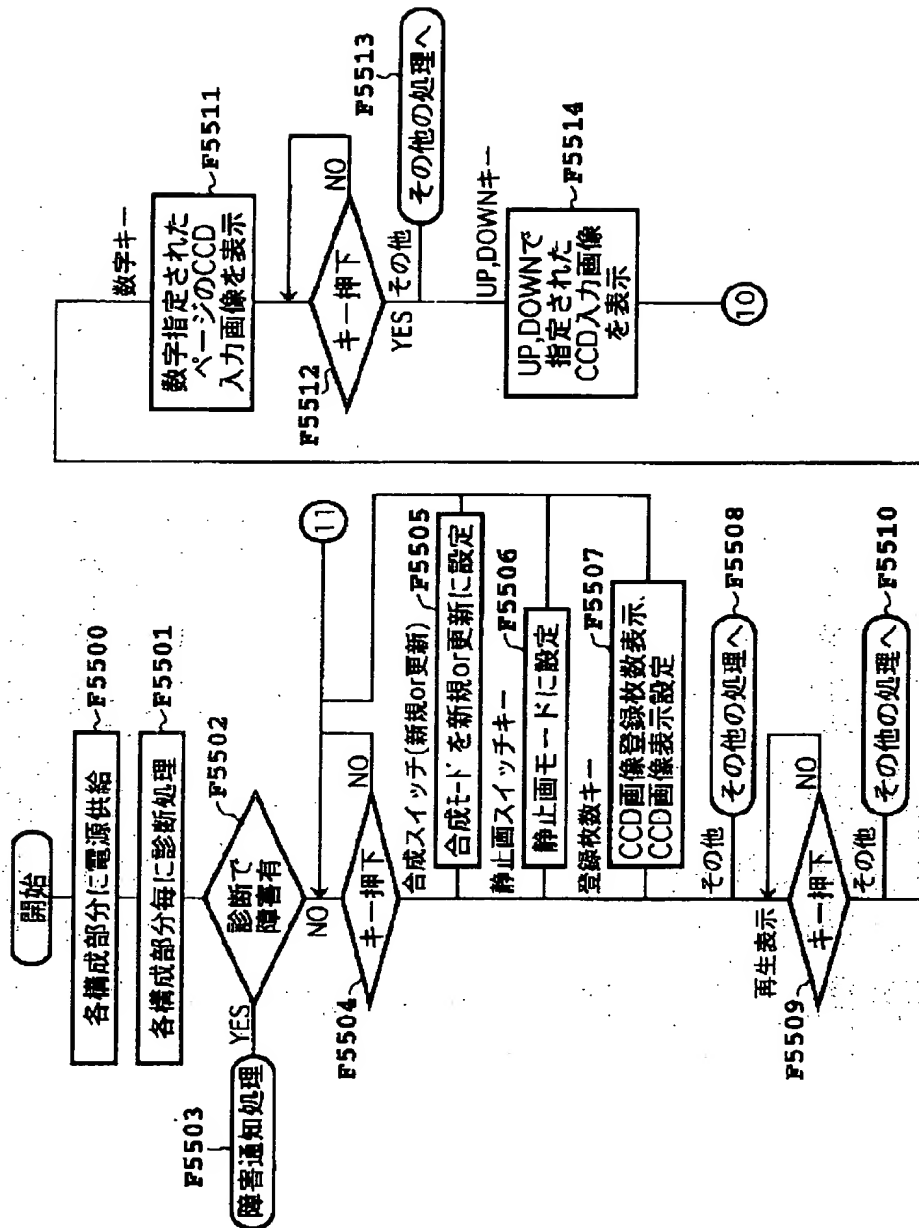 開始
各構成部分に電源供給
F5500
各構成部分毎に診断処理
F5501
診断で
障害有
F5502
YES
NO
F5503
障害通知処理
11
キー押下
F5504
NO
合成スイッチ(新規or更新)
F5505
合成モードを新規or更新に設定
静止画スイッチキー
F5506
静止画モードに設定
登録枚数キー
F5507
CCD画像登録枚数表示、
CCD画像表示設定
その他
F5508
その他の処理へ
再生表示
キー押下
F5509
NO
その他
F5510
その他の処理へ
数字キー
F5511
数字指定された
ページのCCD
入力画像を表示
キー押下
F5512
NO
YES
その他
F5513
その他の処理へ
UP,DOWNキー
F5514
UP,DOWNで
指定された
CCD入力画像
を表示
10